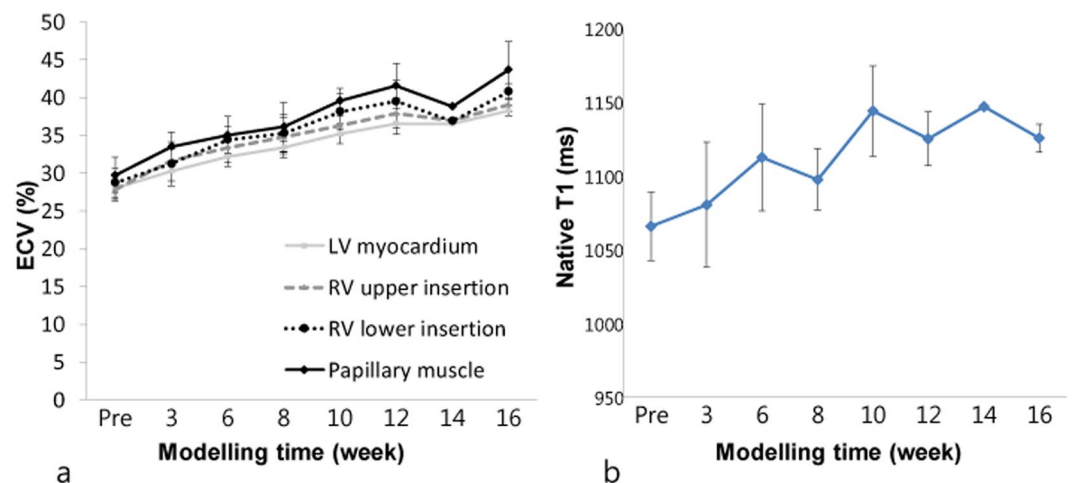 50
45
40
35
30
25
20
15
10
5
0
ECV (%)
LV myocardium
RV upper insertion
RV lower insertion
Papillary muscle
Pre 3 6 8 10 12 14 16
Modelling time (week)
a
1200
1150
1100
1050
1000
950
Native T1 (ms)
Pre 3 6 8 10 12 14 16
Modelling time (week)
b